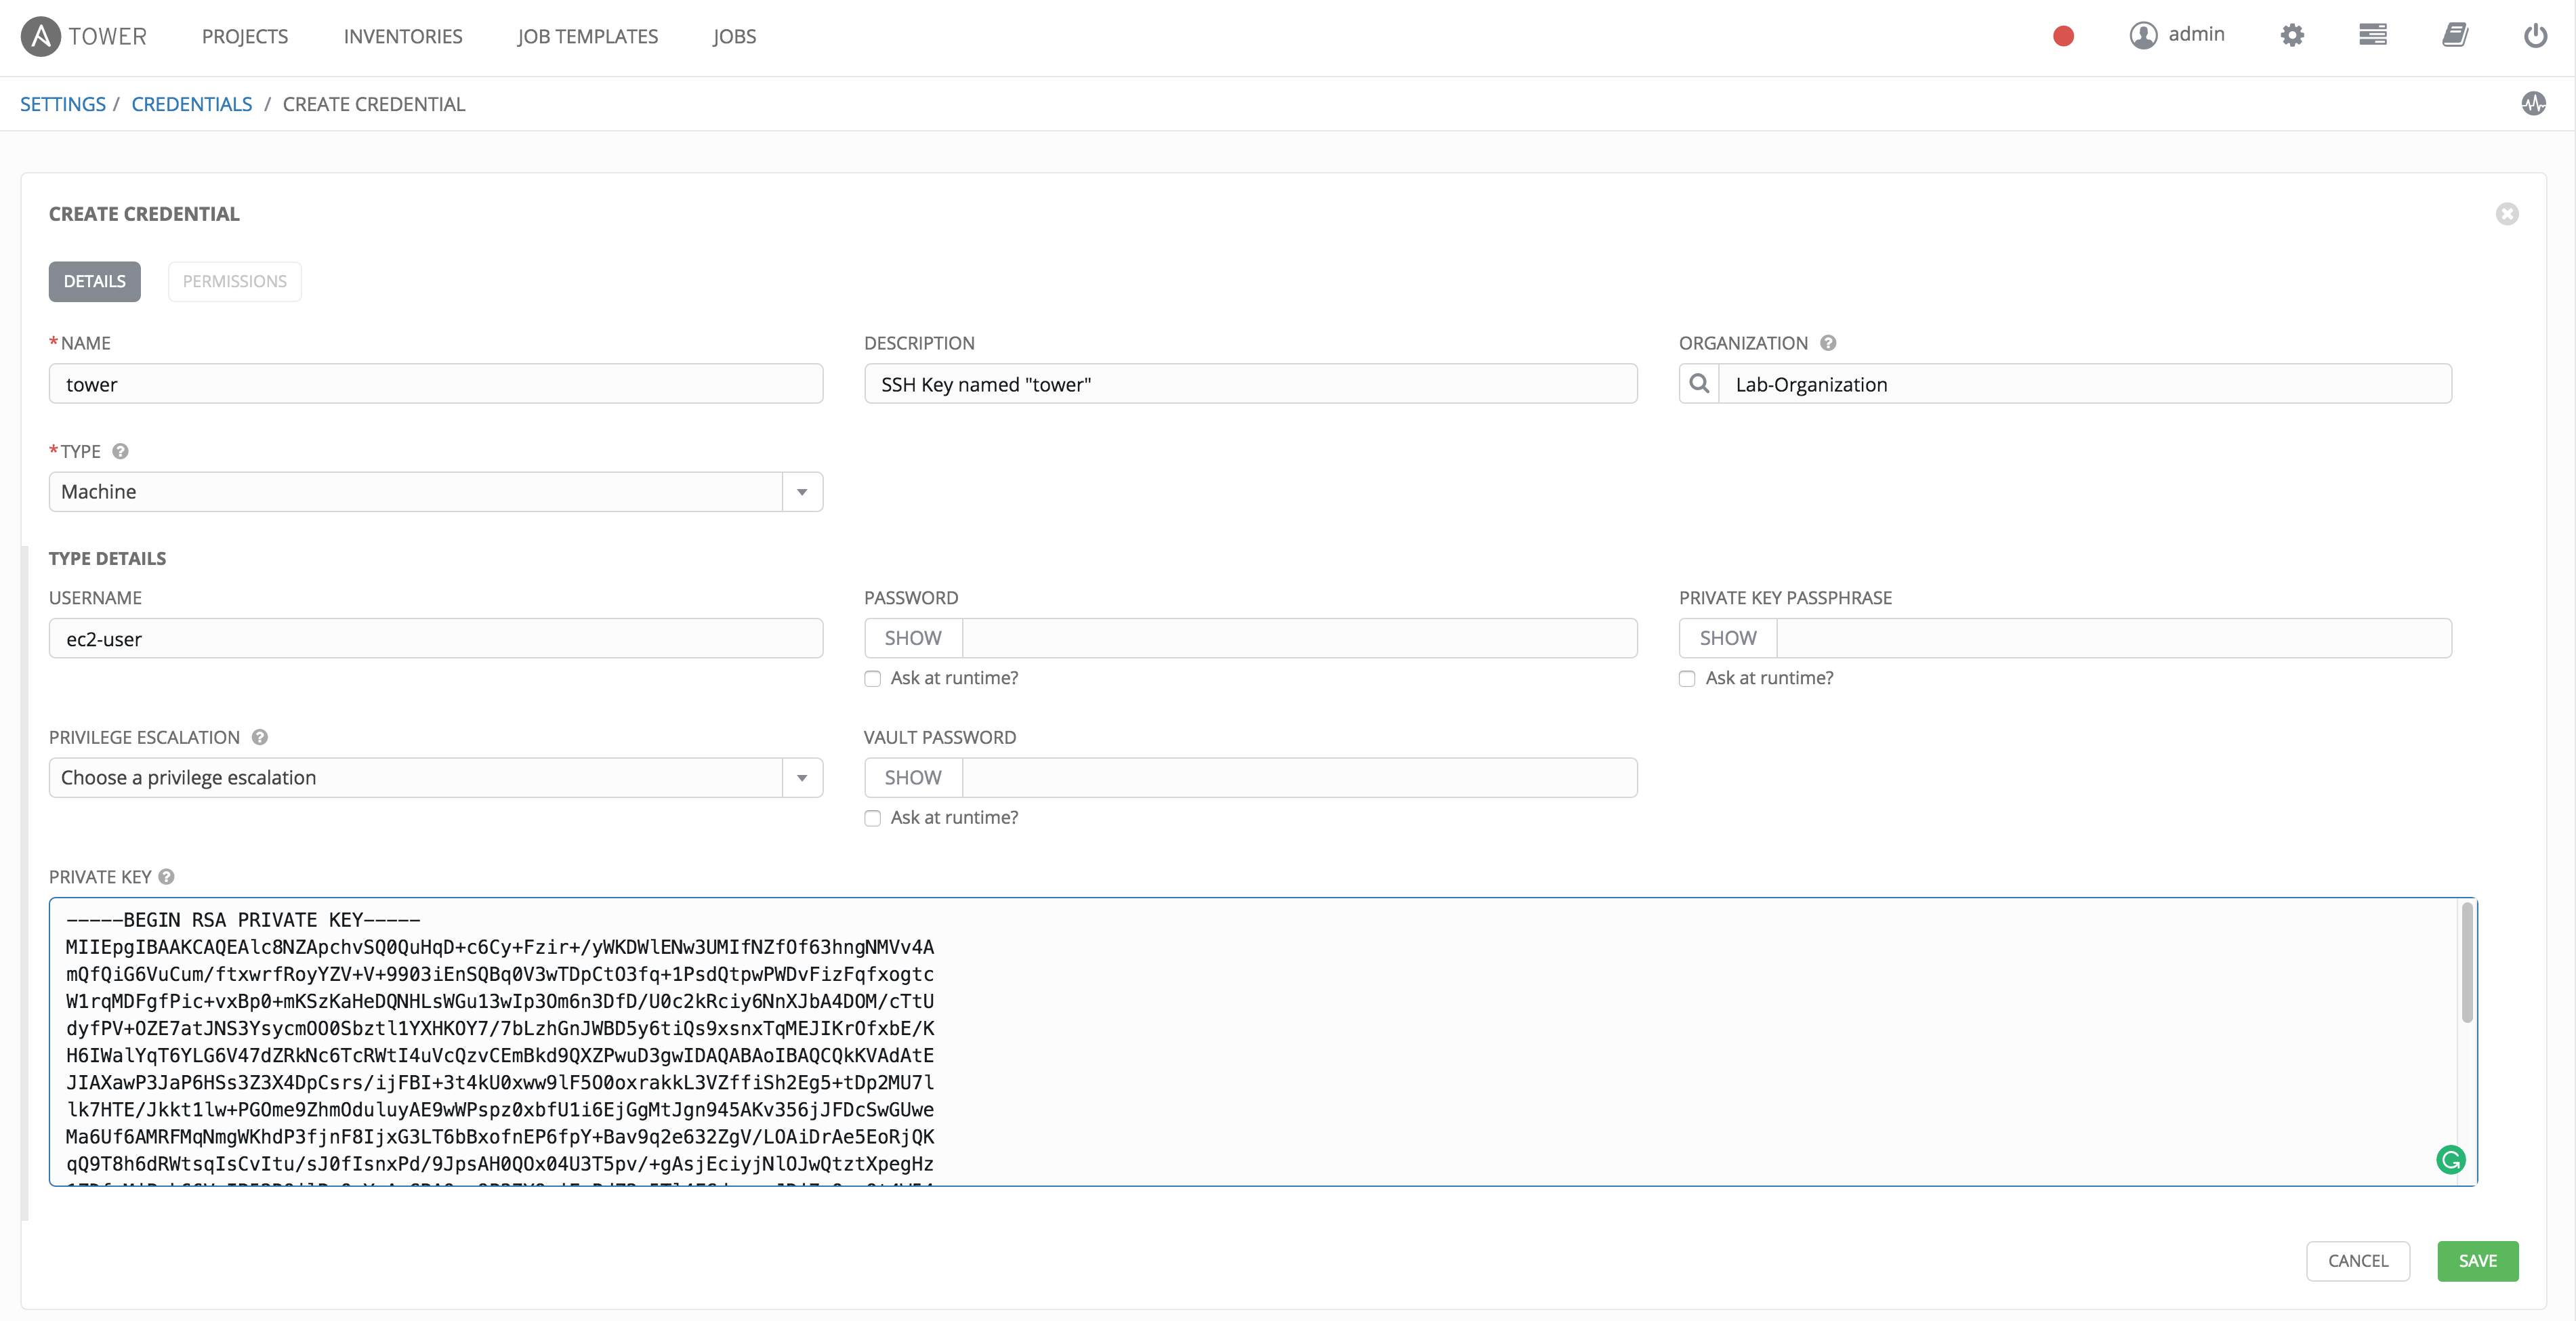 TOWER
PROJECTS
INVENTORIES
JOB TEMPLATES
JOBS
admin
SETTINGS / CREDENTIALS / CREATE CREDENTIAL
CREATE CREDENTIAL
DETAILS
PERMISSIONS
* NAME
DESCRIPTION
ORGANIZATION ?
tower
SSH Key named "tower"
Lab-Organization
* TYPE ?
Machine
TYPE DETAILS
USERNAME
PASSWORD
PRIVATE KEY PASSPHRASE
ec2-user
SHOW
SHOW
Ask at runtime?
Ask at runtime?
PRIVILEGE ESCALATION ?
VAULT PASSWORD
Choose a privilege escalation
SHOW
Ask at runtime?
PRIVATE KEY ?
-----BEGIN RSA PRIVATE KEY-----
MIIEpgIBAAKCAQEAlc8NZApchvSQ0QuHqD+c6Cy+Fzir+/yWKDWlENw3UMIfNZfOf63hngNMVv4A
mQfQiG6VuCum/ftxwrfRoyYZV+V+9903iEnSQBq0V3wTDpCtO3fq+1PsdQtpwPWDvFizFqfxogtc
W1rqMDFgfPic+vxBp0+mKSzKaHeDQNHLsWGu13wIp3Om6n3DfD/U0c2kRciy6NnXJbA4DOM/cTtU
dyfPV+OZE7atJNS3YsycmOO0Sbztl1YXHKOY7/7bLzhGnJWBD5y6tiQs9xsnxTqMEJIKrOfxbE/K
H6IWalYqT6YLG6V47dZRkNc6TcRWtI4uVcQzvCEmBkd9QXZPwuD3gwIDAQABAoIBAQCQkKVAdAtE
JIAXawP3JaP6HSs3Z3X4DpCsrs/ijFBI+3t4kU0xww9lF5O0oxrakkL3VZffiSh2Eg5+tDp2MU7l
lk7HTE/Jkkt1lw+PGOme9ZhmOduluyAE9wWPspz0xbfU1i6EjGgMtJgn945AKv356jJFDcSwGUwe
Ma6Uf6AMRFMqNmgWKhdP3fjnF8IjxG3LT6bBxofnEP6fpY+Bav9q2e632ZgV/LOAiDrAe5EoRjQK
qQ9T8h6dRWtsqIsCvItu/sJ0fIsnxPd/9JpsAH0QOx04U3T5pv/+gAsjEciyjNlOJwQtztXpegHz
CANCEL
SAVE